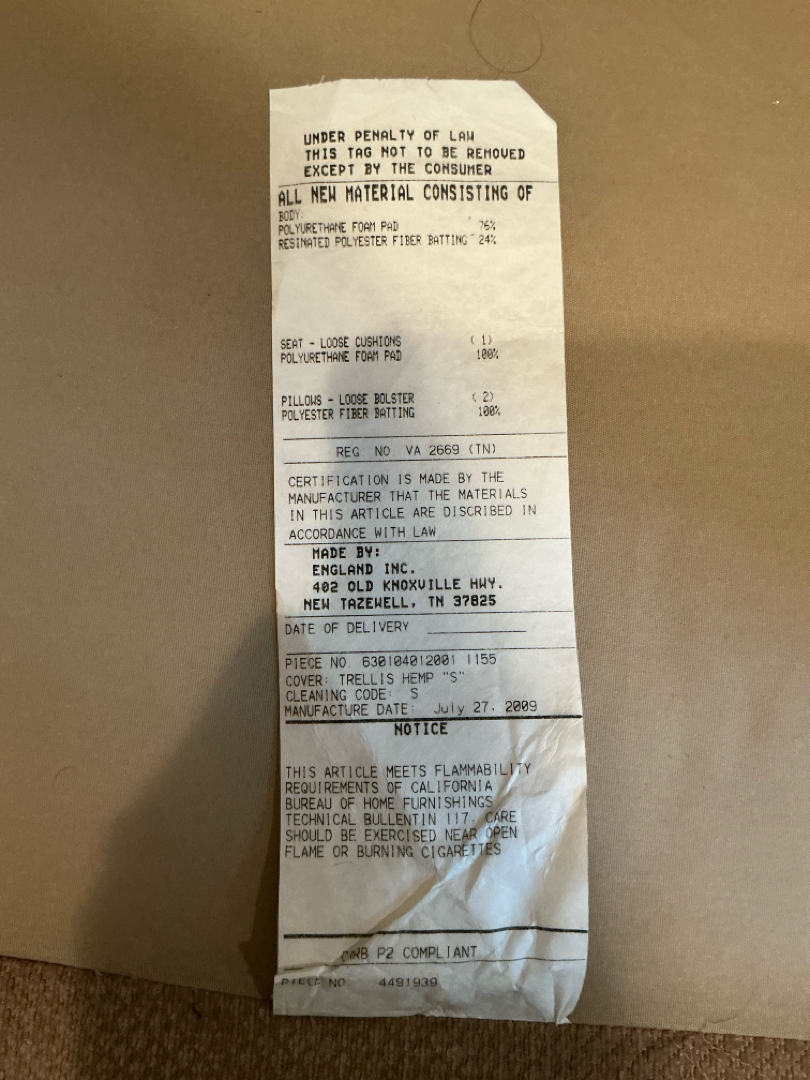 UNDER PENALTY OF LAW
THIS TAG NOT TO BE REMOVED
EXCEPT BY THE CONSUMER
ALL NEW MATERIAL CONSISTING OF
BODY:
POLYURETHANE FOAM PAD 76%
RESINATED POLYESTER FIBER BATTING 24%
SEAT - LOOSE CUSHIONS ( 1)
POLYURETHANE FOAM PAD 100%
PILLOWS - LOOSE BOLSTER ( 2)
POLYESTER FIBER BATTING 100%
REG. NO. VA 2669 (TN)
CERTIFICATION IS MADE BY THE
MANUFACTURER THAT THE MATERIALS
IN THIS ARTICLE ARE DISCRIBED IN
ACCORDANCE WITH LAW
MADE BY:
ENGLAND INC.
402 OLD KNOXVILLE HWY.
NEW TAZEWELL, TN 37825
DATE OF DELIVERY
PIECE NO. 630104012001 1155
COVER: TRELLIS HEMP "S"
CLEANING CODE: S
MANUFACTURE DATE: July 27, 2009
NOTICE
THIS ARTICLE MEETS FLAMMABILITY
REQUIREMENTS OF CALIFORNIA
BUREAU OF HOME FURNISHINGS
TECHNICAL BULLENTIN 117. CARE
SHOULD BE EXERCISED NEAR OPEN
FLAME OR BURNING CIGARETTES
CARB P2 COMPLIANT
PIECE NO. 4491939